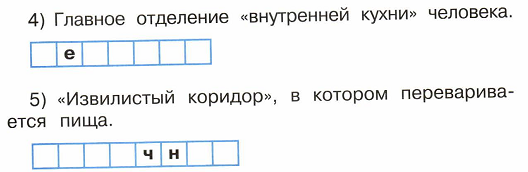 4) Главное отделение «внутренней кухни» человека.
е
5) «Извилистый коридор», в котором переварива-
ется пища.
ч н